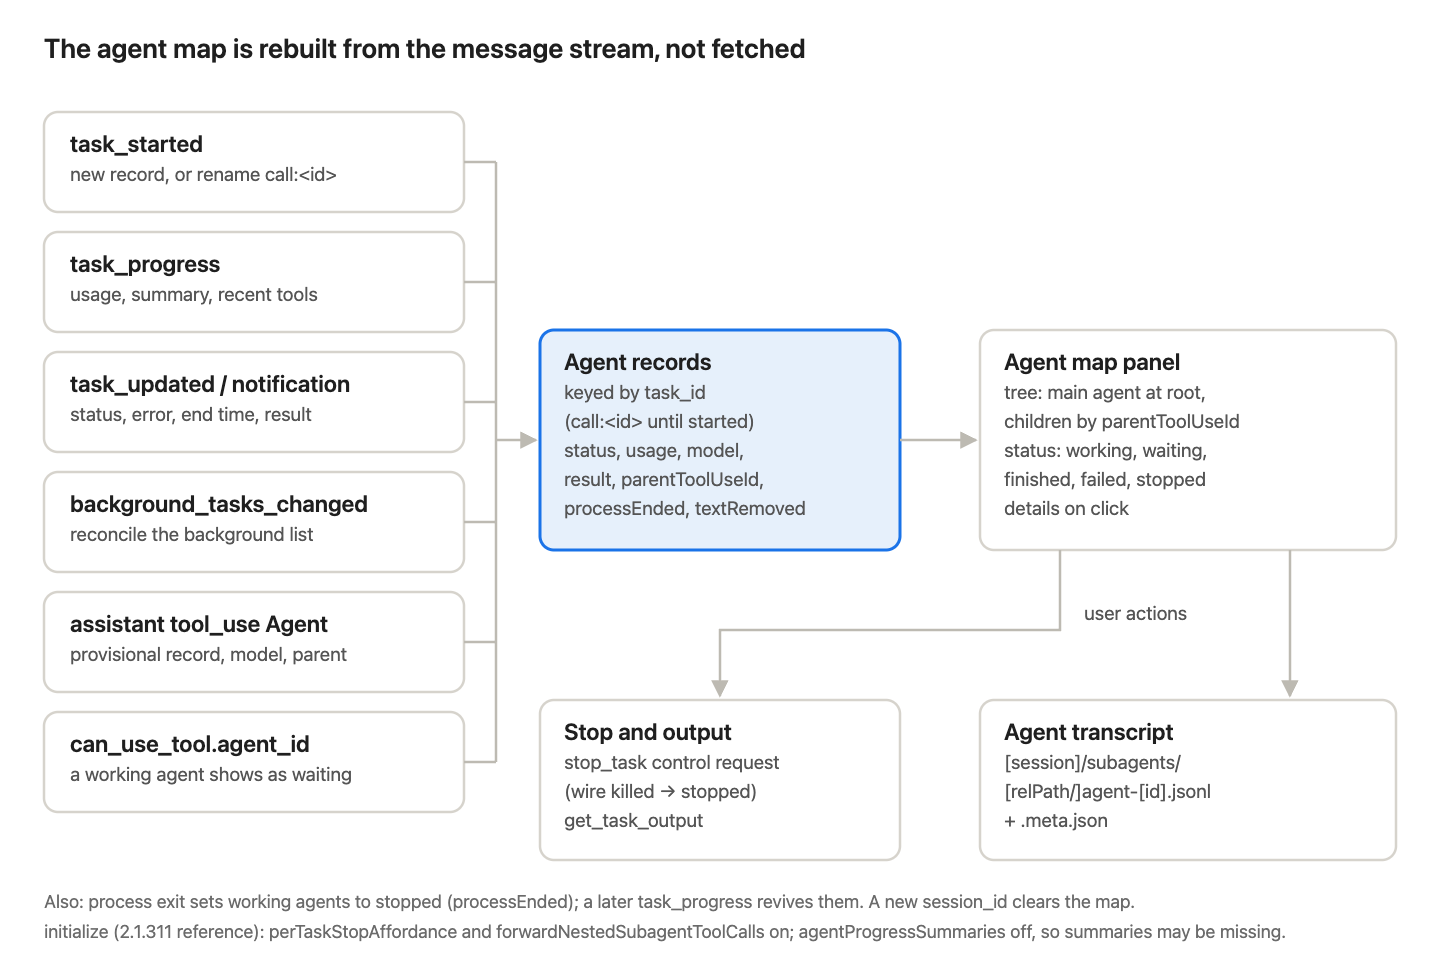 The agent map is rebuilt from the message stream, not fetched
task_started
new record, or rename call:<id>
task_progress
usage, summary, recent tools
task_updated / notification
status, error, end time, result
background_tasks_changed
reconcile the background list
assistant tool_use Agent
provisional record, model, parent
can_use_tool.agent_id
a working agent shows as waiting
Agent records
keyed by task_id
(call:<id> until started)
status, usage, model,
result, parentToolUseId,
processEnded, textRemoved
Agent map panel
tree: main agent at root,
children by parentToolUseId
status: working, waiting,
finished, failed, stopped
details on click
user actions
Stop and output
stop_task control request
(wire killed → stopped)
get_task_output
Agent transcript
[session]/subagents/
[relPath/]agent-[id].jsonl
+ .meta.json
Also: process exit sets working agents to stopped (processEnded); a later task_progress revives them. A new session_id clears the map.
initialize (2.1.311 reference): perTaskStopAffordance and forwardNestedSubagentToolCalls on; agentProgressSummaries off, so summaries may be missing.